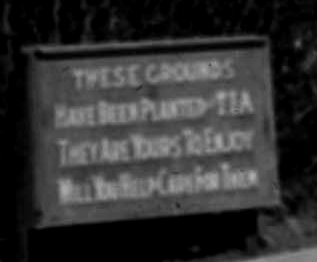 THESE GROUNDS
HAVE BEEN PLANTED-T.I.A
THEY ARE YOURS TO ENJOY
WILL YOU HELP CARE FOR THEM